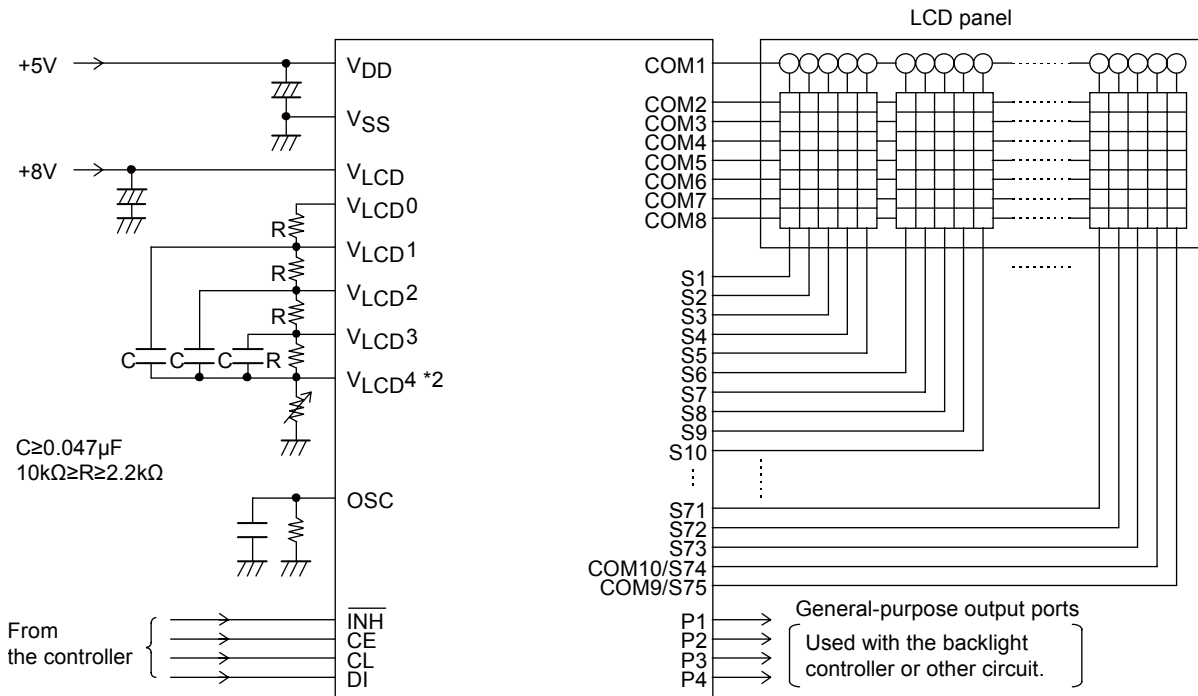 LCD panel
+5V
VDD
VSS
+8V
VLCD
VLCD0
R
VLCD1
R
VLCD2
R
VLCD3
C
C
C
R
VLCD4 *2
C≥0.047μF
10kΩ≥R≥2.2kΩ
OSC
From
the controller
INH
CE
CL
DI
COM1
COM2
COM3
COM4
COM5
COM6
COM7
COM8
S1
S2
S3
S4
S5
S6
S7
S8
S9
S10
S71
S72
S73
COM10/S74
COM9/S75
P1
P2
P3
P4
General-purpose output ports
Used with the backlight
controller or other circuit.